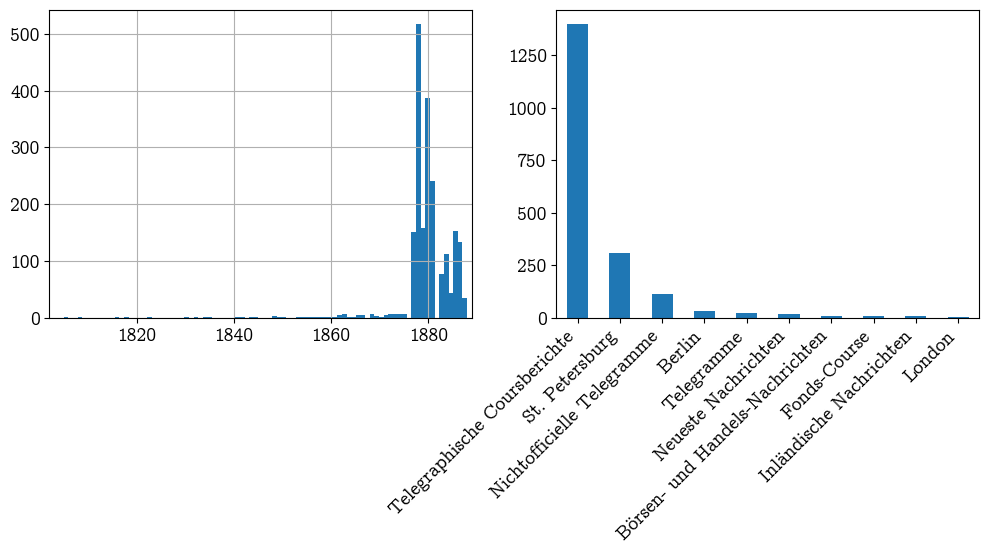 500
400
300
200
100
0
1820
1840
1860
1880
1250
1000
750
500
250
0
Telegraphische Coursberichte
St. Petersburg
Nichtofficielle Telegramme
Berlin
Telegramme
Neueste Nachrichten
Börsen- und Handels-Nachrichten
Fonds-Course
Inländische Nachrichten
London